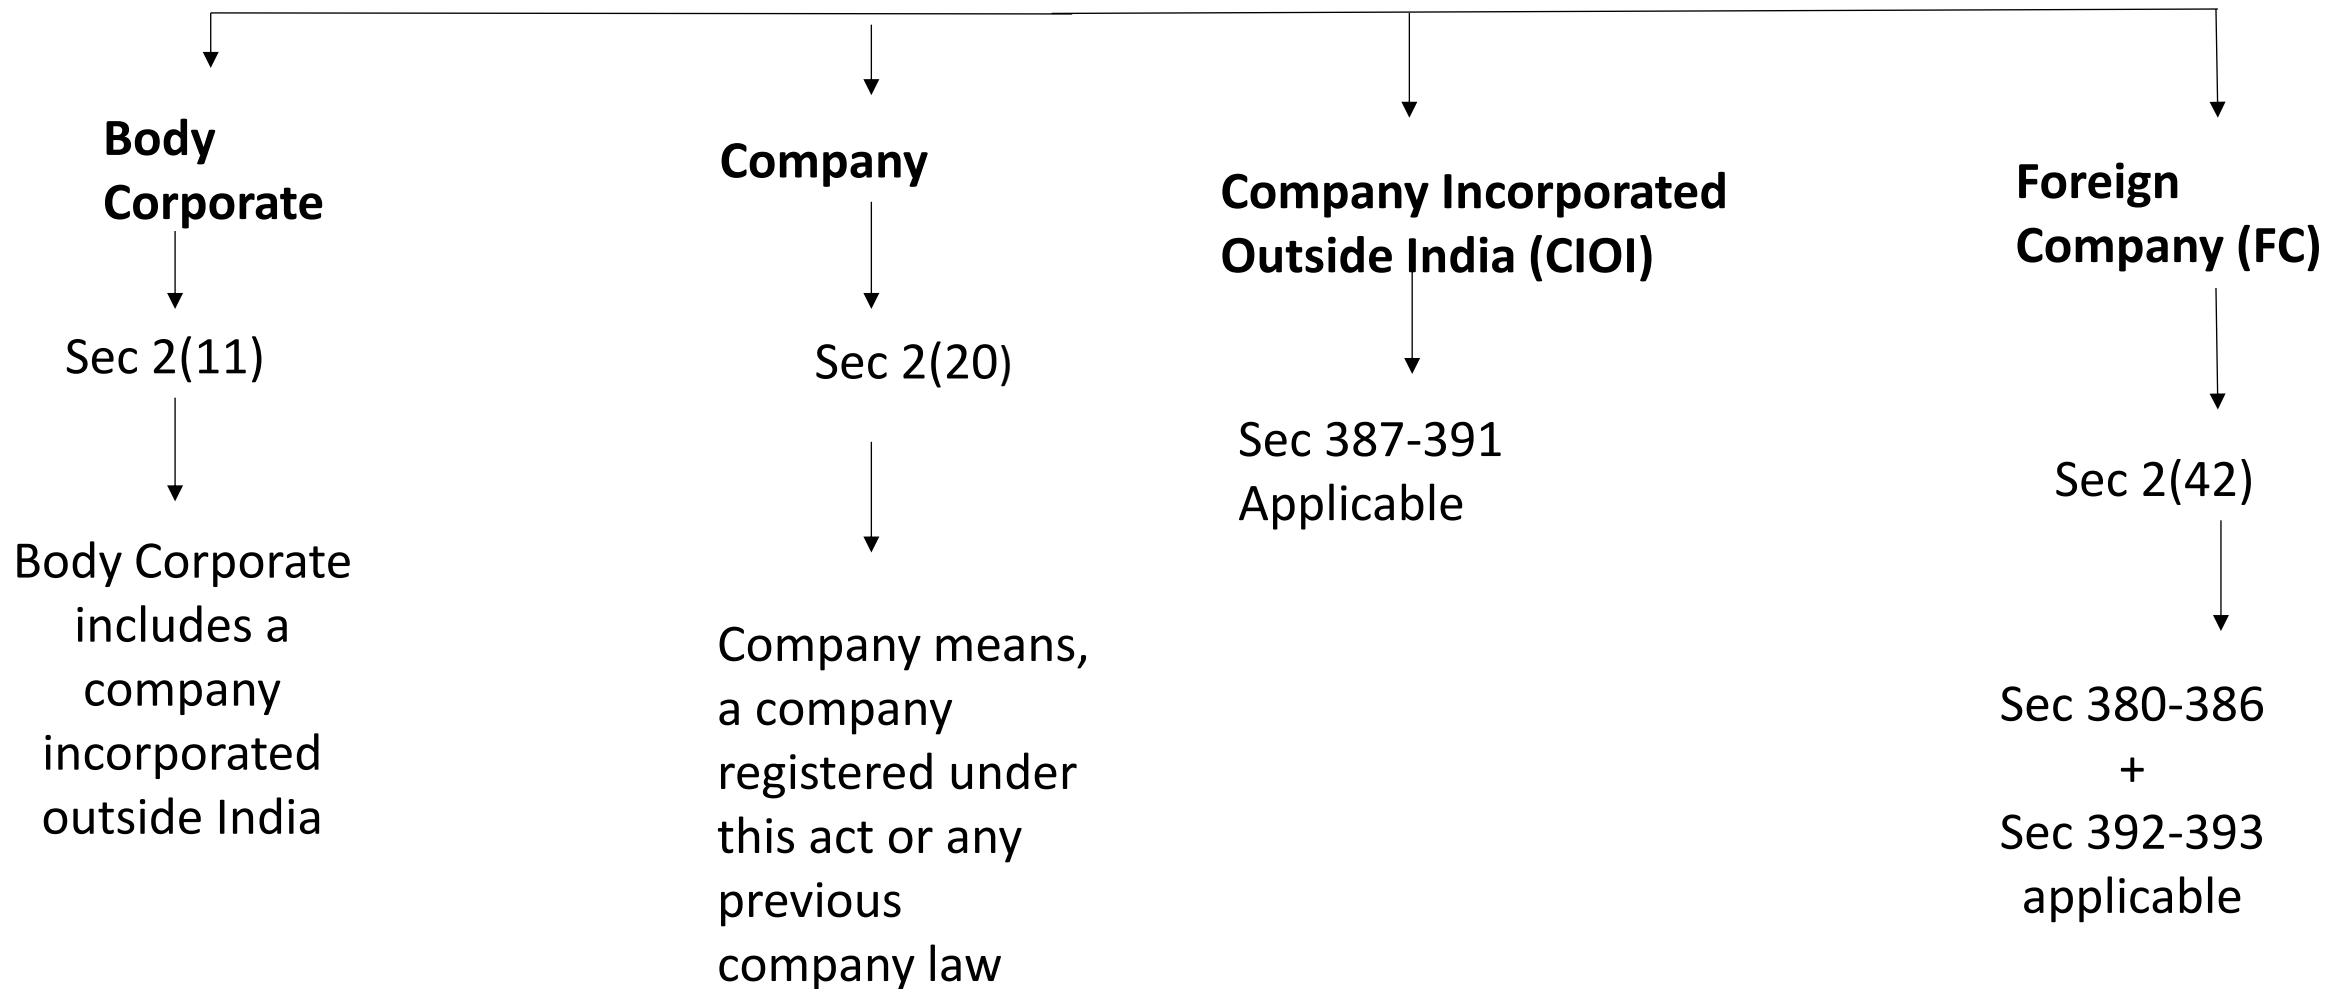 Body
Corporate
Sec 2(11)
Body Corporate
includes a
company
incorporated
outside India
Company
Sec 2(20)
Company means,
a company
registered under
this act or any
previous
company law
Company Incorporated
Outside India (CIOI)
Sec 387-391
Applicable
Foreign
Company (FC)
Sec 2(42)
Sec 380-386
+
Sec 392-393
applicable